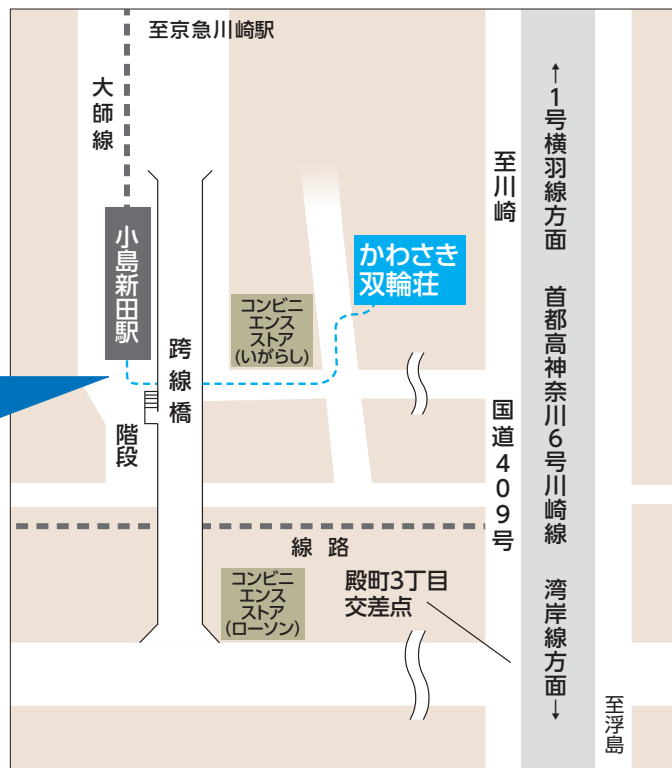 至京急川崎駅
大師線
小島新田駅
跨線橋
階段
コンビニ
エンス
ストア
(いがらし)
かわさき
双輪荘
線 路
コンビニ
エンス
ストア
(ローソン)
殿町3丁目
交差点
至川崎
国道409号
←1号横羽線方面 首都高神奈川6号川崎線 湾岸線方面→
至浮島